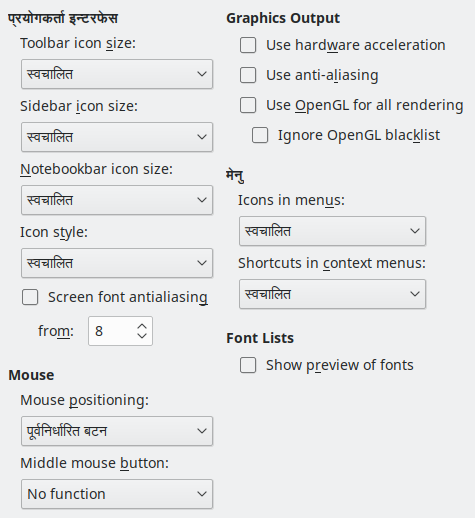 प्रयोगकर्ता इन्टरफेस
Toolbar icon size:
स्वचालित
Sidebar icon size:
स्वचालित
Notebookbar icon size:
स्वचालित
Icon style:
स्वचालित
Screen font antialiasing
from: 8
Mouse
Mouse positioning:
पूर्वनिर्धारित बटन
Middle mouse button:
No function
Graphics Output
Use hardware acceleration
Use anti-aliasing
Use OpenGL for all rendering
Ignore OpenGL blacklist
मेनु
Icons in menus:
स्वचालित
Shortcuts in context menus:
स्वचालित
Font Lists
Show preview of fonts